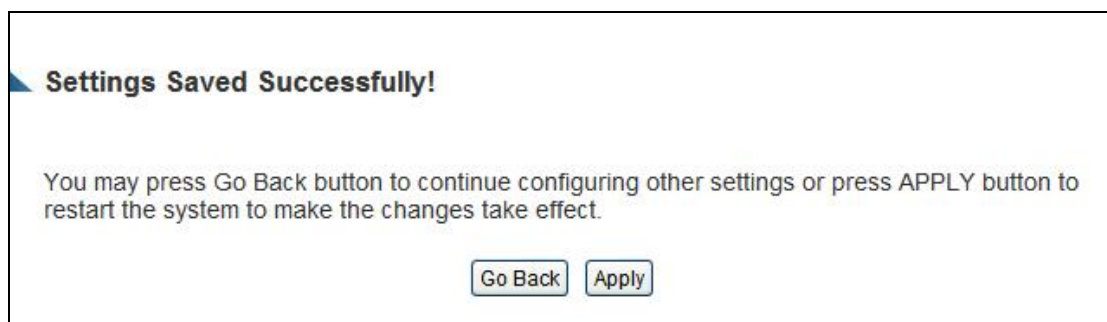 Settings Saved Successfully!
You may press Go Back button to continue configuring other settings or press APPLY button to
restart the system to make the changes take effect.
Go Back Apply